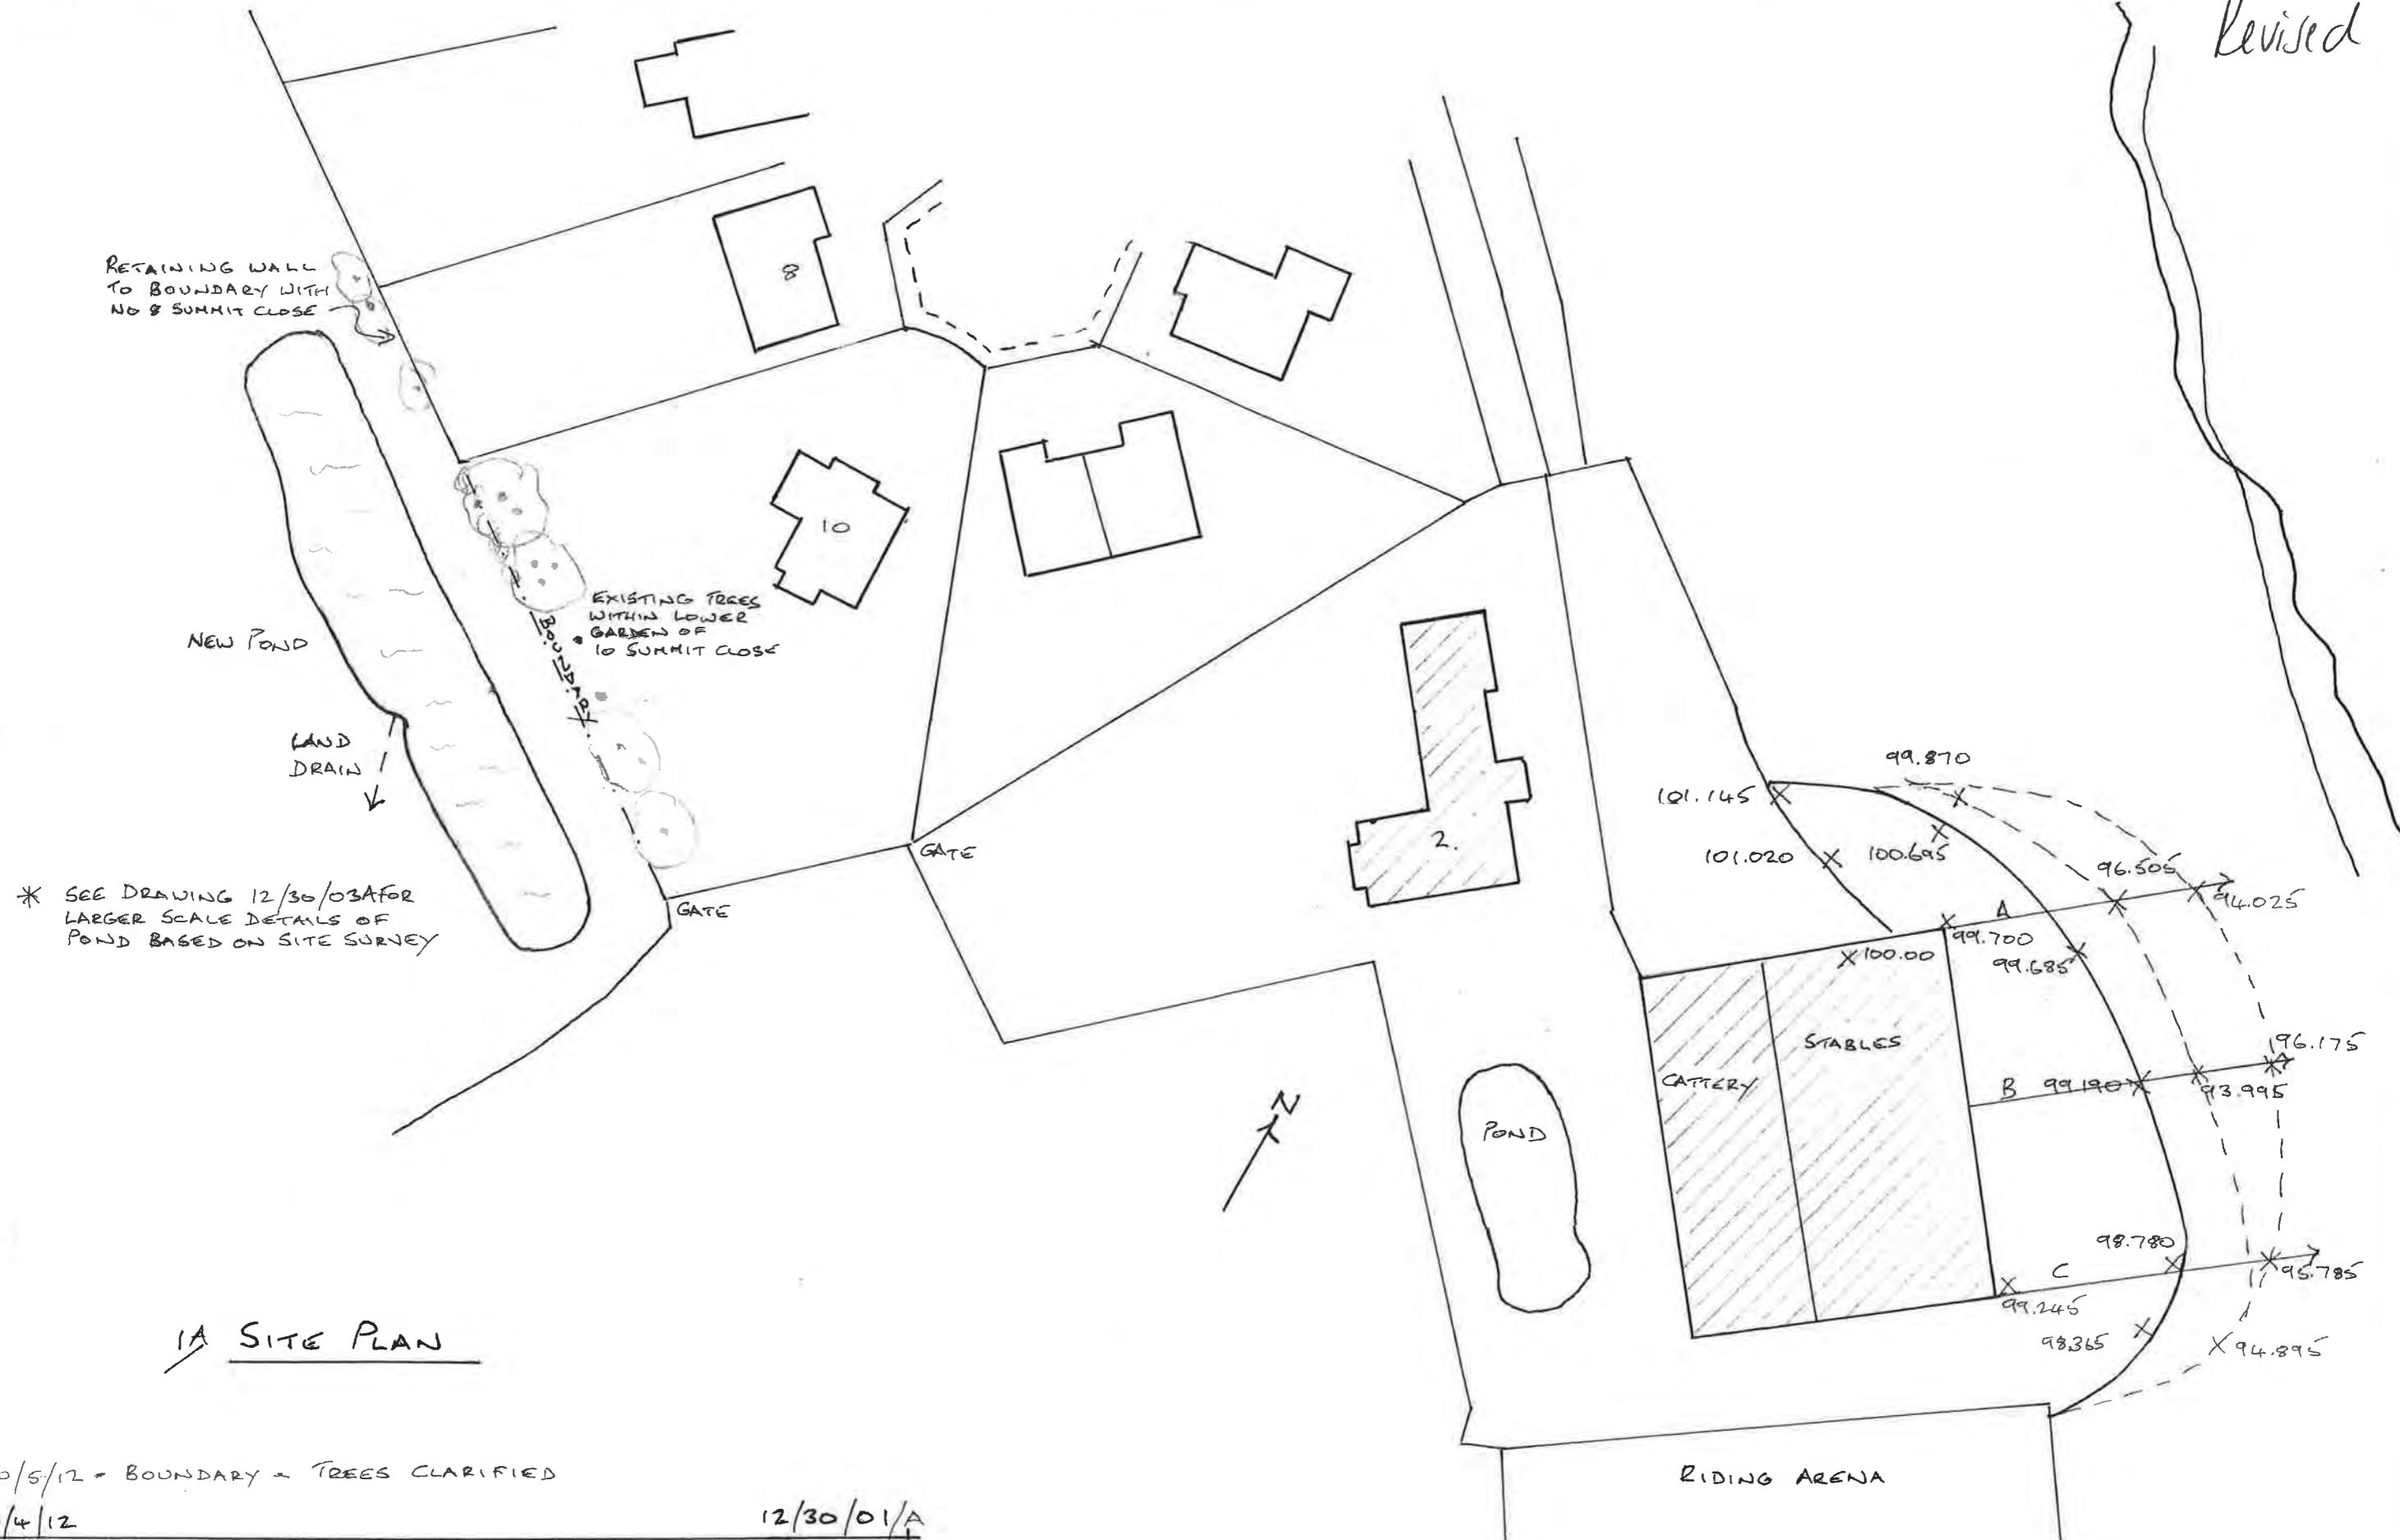 Revised
RETAINING WALL
TO BOUNDARY WITH
NO 8 SUMMIT CLOSE
8
10
EXISTING TREES
WITHIN LOWER
GARDEN OF
10 SUMMIT CLOSE
BOUNDARY
NEW POND
LAND
DRAIN
* SEE DRAWING 12/30/03A FOR
LARGER SCALE DETAILS OF
POND BASED ON SITE SURVEY
GATE
GATE
2.
99.870
101.145
101.020
100.695
96.505
94.025
A
99.700
100.00
99.685
STABLES
CATTERY
96.175
B 99.190
93.995
POND
N
98.780
C
95.785
99.245
98.365
94.895
1A SITE PLAN
RIDING ARENA
/5/12 - BOUNDARY - TREES CLARIFIED
/4/12
12/30/01/A